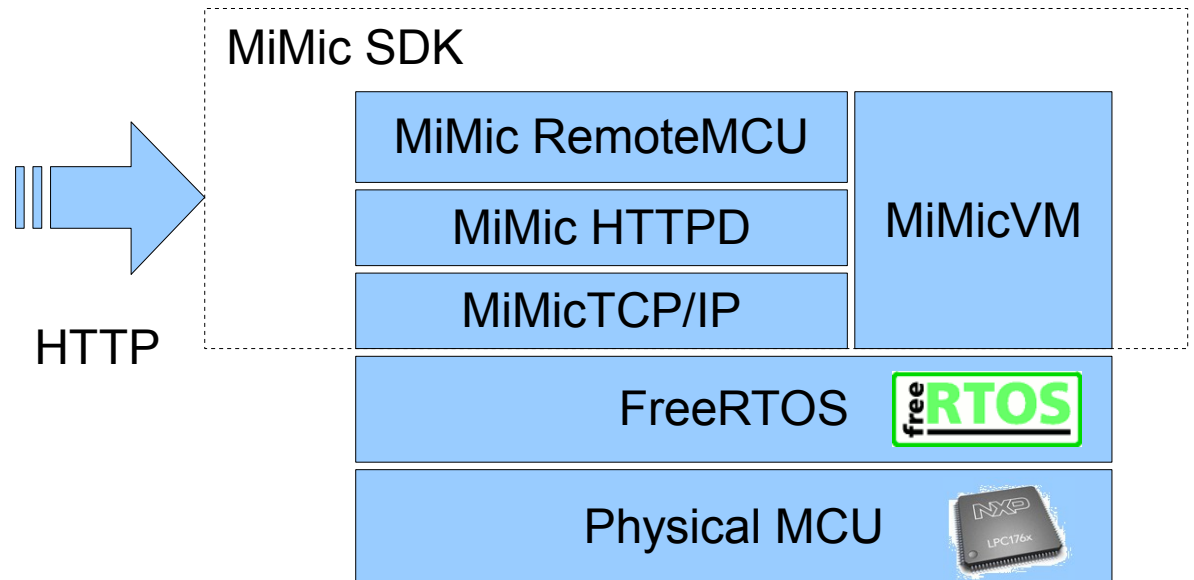 MiMic SDK
MiMic RemoteMCU
MiMic HTTPD
MiMicVM
MiMicTCP/IP
HTTP
FreeRTOS
free RTOS
Physical MCU
NXP
LPC176x